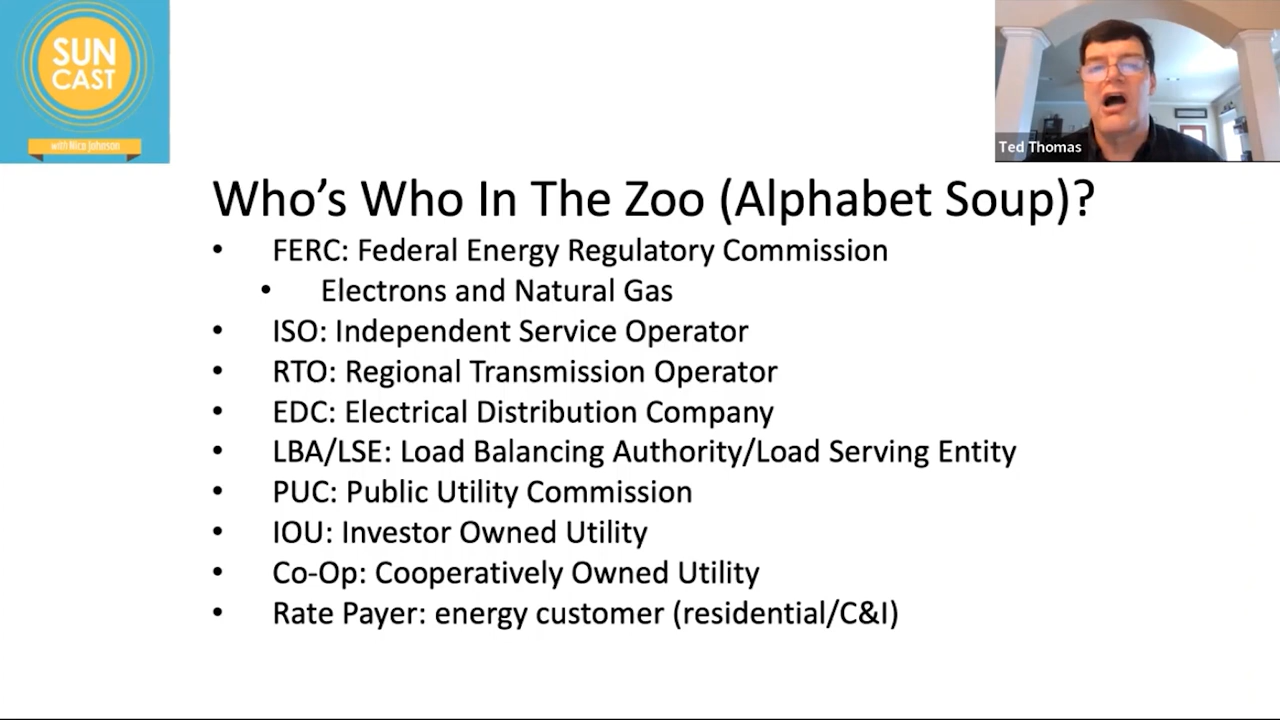 SUN
CAST
with Nico Johnson
Ted Thomas
Who's Who In The Zoo (Alphabet Soup)?
• FERC: Federal Energy Regulatory Commission
• Electrons and Natural Gas
• ISO: Independent Service Operator
• RTO: Regional Transmission Operator
• EDC: Electrical Distribution Company
• LBA/LSE: Load Balancing Authority/Load Serving Entity
• PUC: Public Utility Commission
• IOU: Investor Owned Utility
• Co-Op: Cooperatively Owned Utility
• Rate Payer: energy customer (residential/C&I)